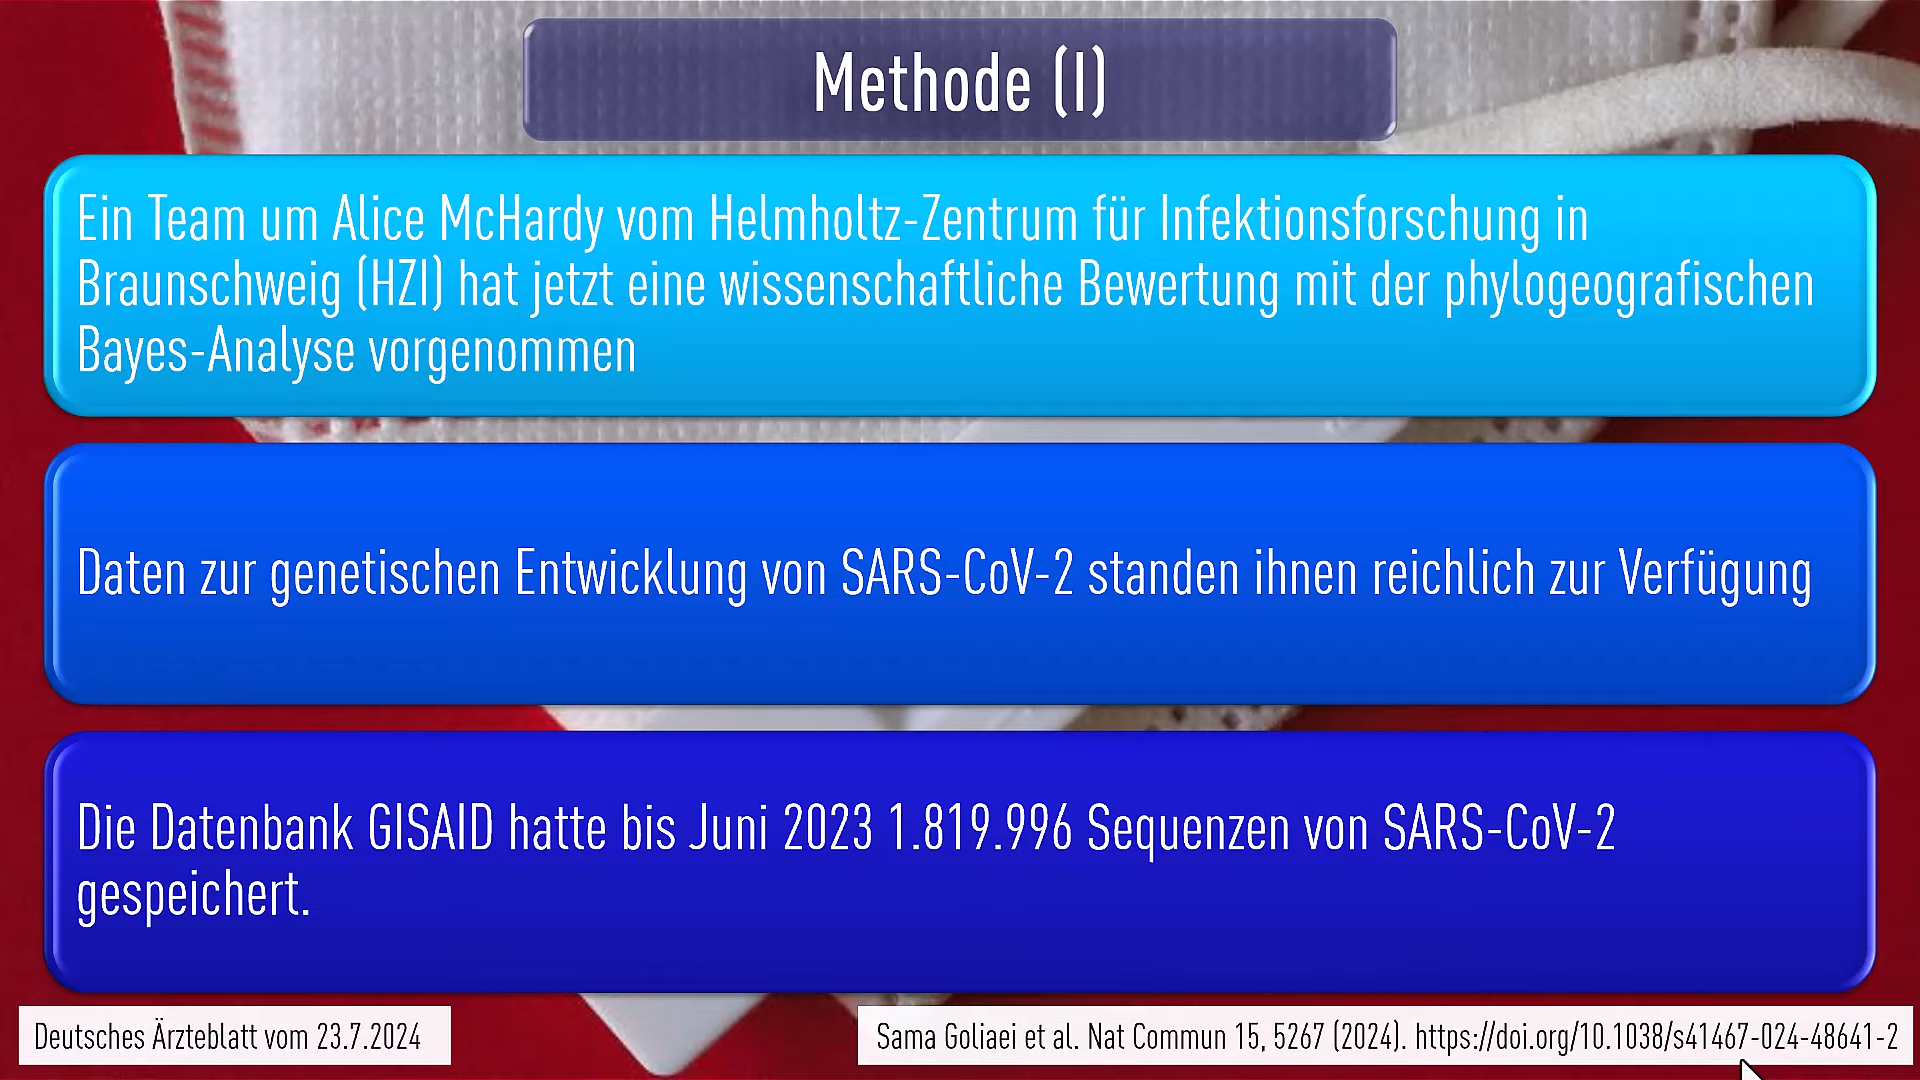 Methode (I)
Ein Team um Alice McHardy vom Helmholtz-Zentrum für Infektionsforschung in
Braunschweig (HZI) hat jetzt eine wissenschaftliche Bewertung mit der phylogeografischen
Bayes-Analyse vorgenommen
Daten zur genetischen Entwicklung von SARS-CoV-2 standen ihnen reichlich zur Verfügung
Die Datenbank GISAID hatte bis Juni 2023 1.819.996 Sequenzen von SARS-CoV-2
gespeichert.
Deutsches Ärzteblatt vom 23.7.2024
Sama Goliaei et al. Nat Commun 15, 5267 (2024). https://doi.org/10.1038/s41467-024-48641-2